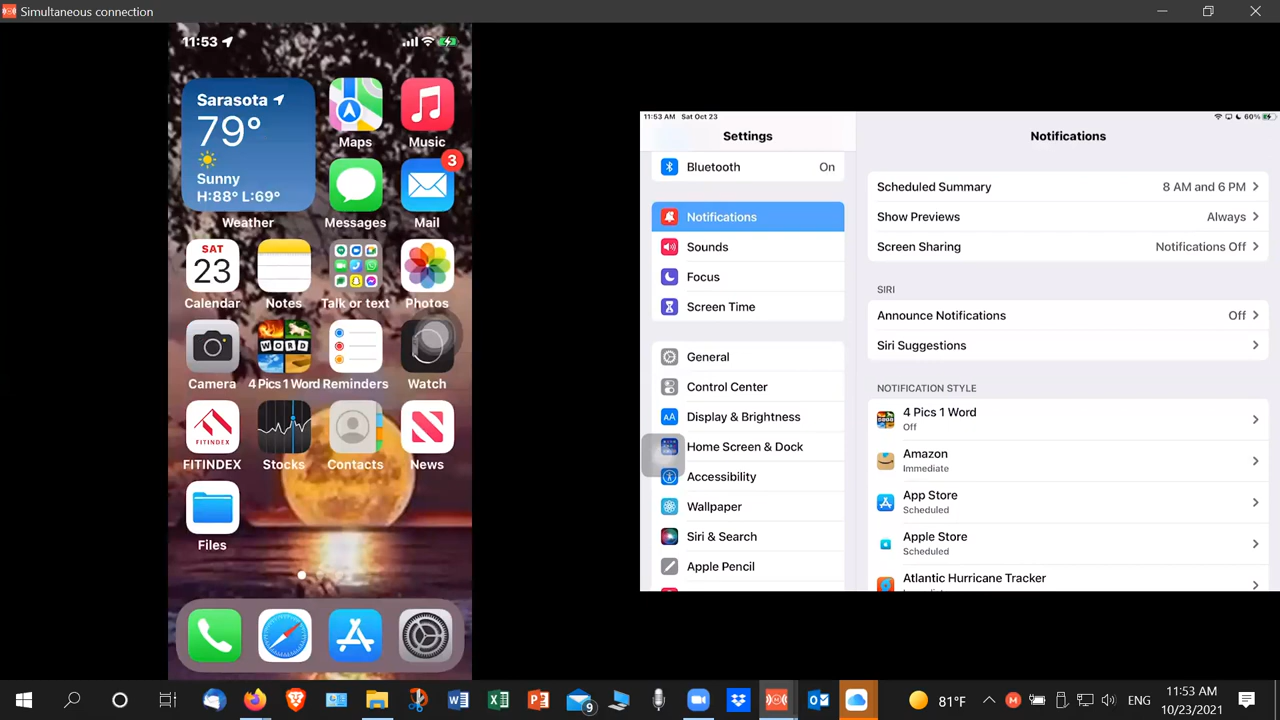 Simultaneous connection
11:53
Sarasota
79°
Sunny
H:88° L:69°
Weather
Maps
Music
3
Messages
Mail
SAT
23
Calendar
Notes
Talk or text
Photos
WORD
Camera
4 Pics 1 Word
Reminders
Watch
FITINDEX
FITINDEX
Stocks
Contacts
News
Files
11:53 AM Sat Oct 23
60%
Settings
Bluetooth
On
Notifications
Sounds
Focus
Screen Time
General
Control Center
AA
Display & Brightness
Home Screen & Dock
Accessibility
Wallpaper
Siri & Search
Apple Pencil
Notifications
Scheduled Summary
8 AM and 6 PM
Show Previews
Always
Screen Sharing
Notifications Off
SIRI
Announce Notifications
Off
Siri Suggestions
NOTIFICATION STYLE
4 Pics 1 Word
Off
Amazon
Immediate
App Store
Scheduled
Apple Store
Scheduled
Atlantic Hurricane Tracker
9
81°F
M
ENG
11:53 AM
10/23/2021